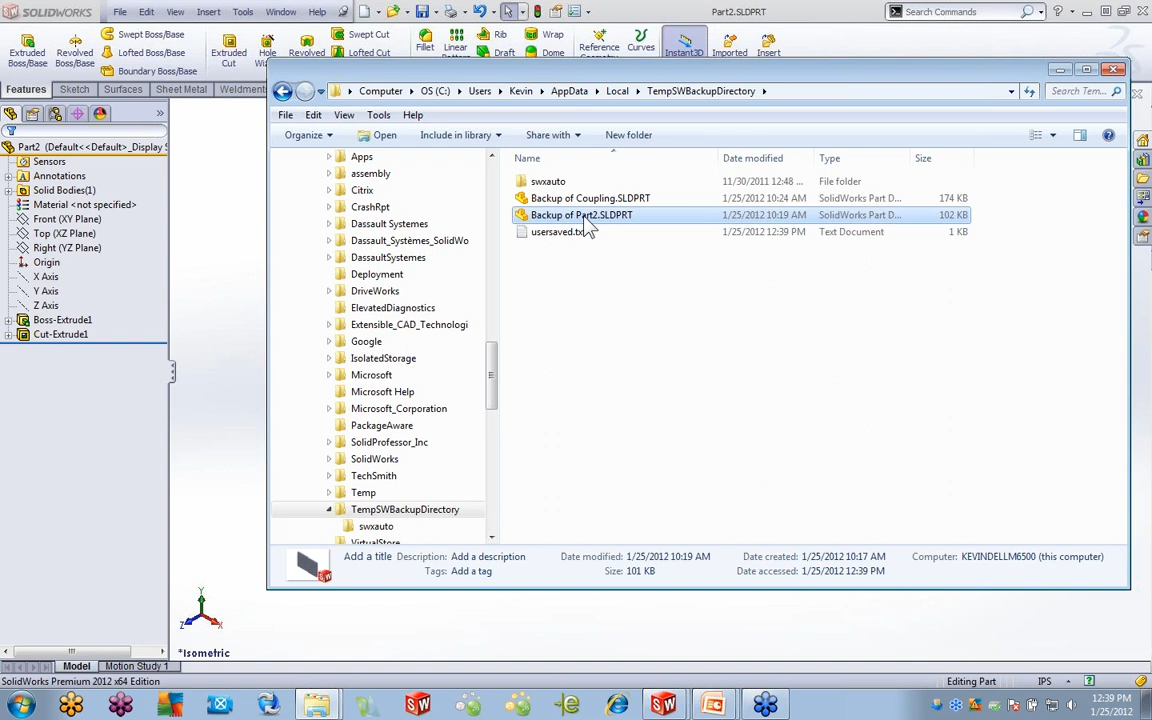 SOLIDWORKS File Edit View Insert Tools Window Help Part2.SLDPRT Search Commands
Extruded Boss/Base Revolved Boss/Base Swept Boss/Base Extruded Cut Hole Wiz Revolved Swept Cut Fillet Linear Rib Wrap Reference Curves Instant3D Imported Insert
Lofted Boss/Base Lofted Cut Draft Dome
Boundary Boss/Base
Features Sketch Surfaces Sheet Metal Weldments
Computer OS (C:) Users Kevin AppData Local TempSWBackupDirectory Search Tem...
File Edit View Tools Help
Organize Open Include in library Share with New folder
Part2 (Default<<Default>_Display S
Sensors
Annotations
Solid Bodies(1)
Material <not specified>
Front (XY Plane)
Top (XZ Plane)
Right (YZ Plane)
Origin
X Axis
Y Axis
Z Axis
Boss-Extrude1
Cut-Extrude1
Apps
assembly
Citrix
CrashRpt
Dassault Systemes
Dassault_Systèmes_SolidWo
DassaultSystemes
Deployment
DriveWorks
ElevatedDiagnostics
Extensible_CAD_Technologi
Google
IsolatedStorage
Microsoft
Microsoft Help
Microsoft_Corporation
PackageAware
SolidProfessor_Inc
SolidWorks
TechSmith
Temp
TempSWBackupDirectory
swxauto
VirtualStore
Name Date modified Type Size
swxauto 11/30/2011 12:48 ... File folder
Backup of Coupling.SLDPRT 1/25/2012 10:24 AM SolidWorks Part D... 174 KB
Backup of Part2.SLDPRT 1/25/2012 10:19 AM SolidWorks Part D... 102 KB
usersaved.tx 1/25/2012 12:39 PM Text Document 1 KB
Add a title Description: Add a description Date modified: 1/25/2012 10:19 AM Date created: 1/25/2012 10:17 AM Computer: KEVINDELLM6500 (this computer)
Tags: Add a tag Size: 101 KB Date accessed: 1/25/2012 12:39 PM
Y
Z
X
*Isometric
Model Motion Study 1
SolidWorks Premium 2012 x64 Edition Editing Part IPS
12:39 PM
1/25/2012